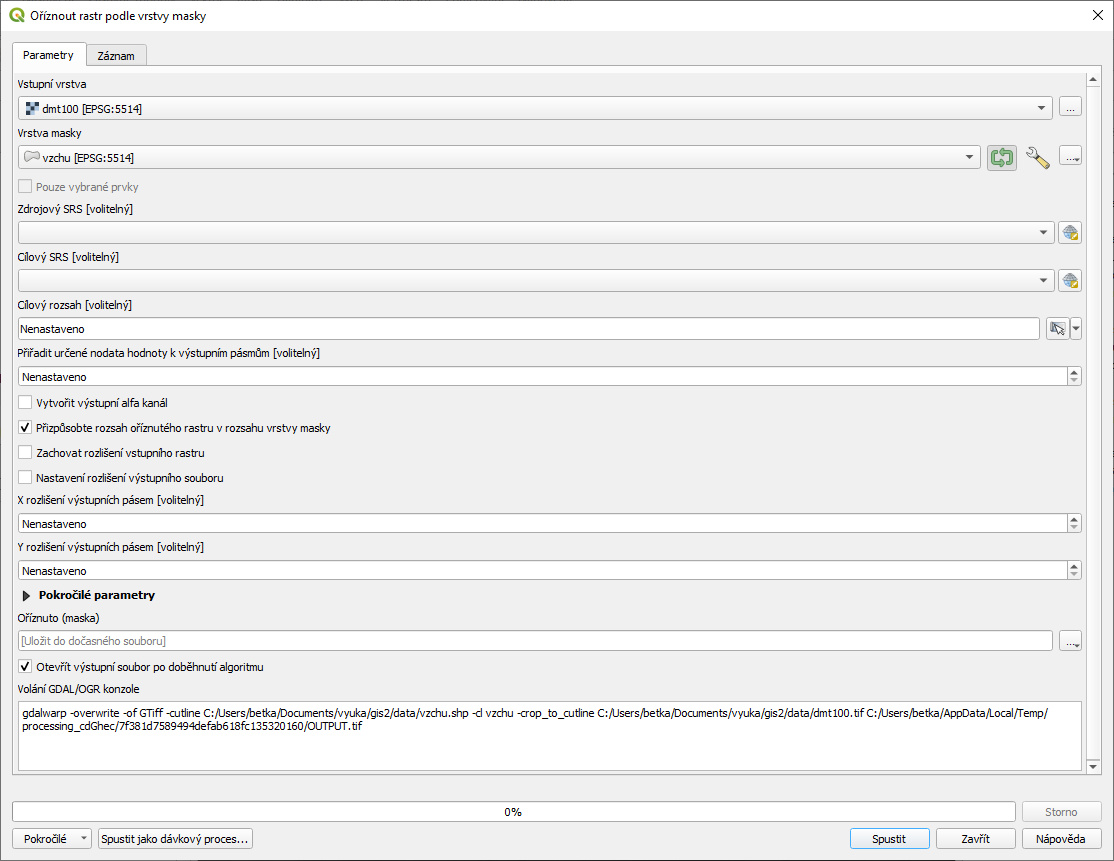 Oříznout rastr podle vrstvy masky
Parametry
Záznam
Vstupní vrstva
dmt100 [EPSG:5514]
...
Vrstva masky
vzchu [EPSG:5514]
...
Pouze vybrané prvky
Zdrojový SRS [volitelný]
Cílový SRS [volitelný]
Cílový rozsah [volitelný]
Nenastaveno
Přiřadit určené nodata hodnoty k výstupním pásmům [volitelný]
Nenastaveno
Vytvořit výstupní alfa kanál
Přizpůsobte rozsah oříznutého rastru v rozsahu vrstvy masky
Zachovat rozlišení vstupního rastru
Nastavení rozlišení výstupního souboru
X rozlišení výstupních pásem [volitelný]
Nenastaveno
Y rozlišení výstupních pásem [volitelný]
Nenastaveno
Pokročilé parametry
Oříznuto (maska)
[Uložit do dočasného souboru]
...
Otevřít výstupní soubor po doběhnutí algoritmu
Volání GDAL/OGR konzole
gdalwarp -overwrite -of GTiff -cutline C:/Users/betka/Documents/vyuka/gis2/data/vzchu.shp -cl vzchu -crop_to_cutline C:/Users/betka/Documents/vyuka/gis2/data/dmt100.tif C:/Users/betka/AppData/Local/Temp/
processing_cdGhec/7f381d7589494defab618fc135320160/OUTPUT.tif
0%
Storno
Pokročilé
Spustit jako dávkový proces...
Spustit
Zavřít
Nápověda